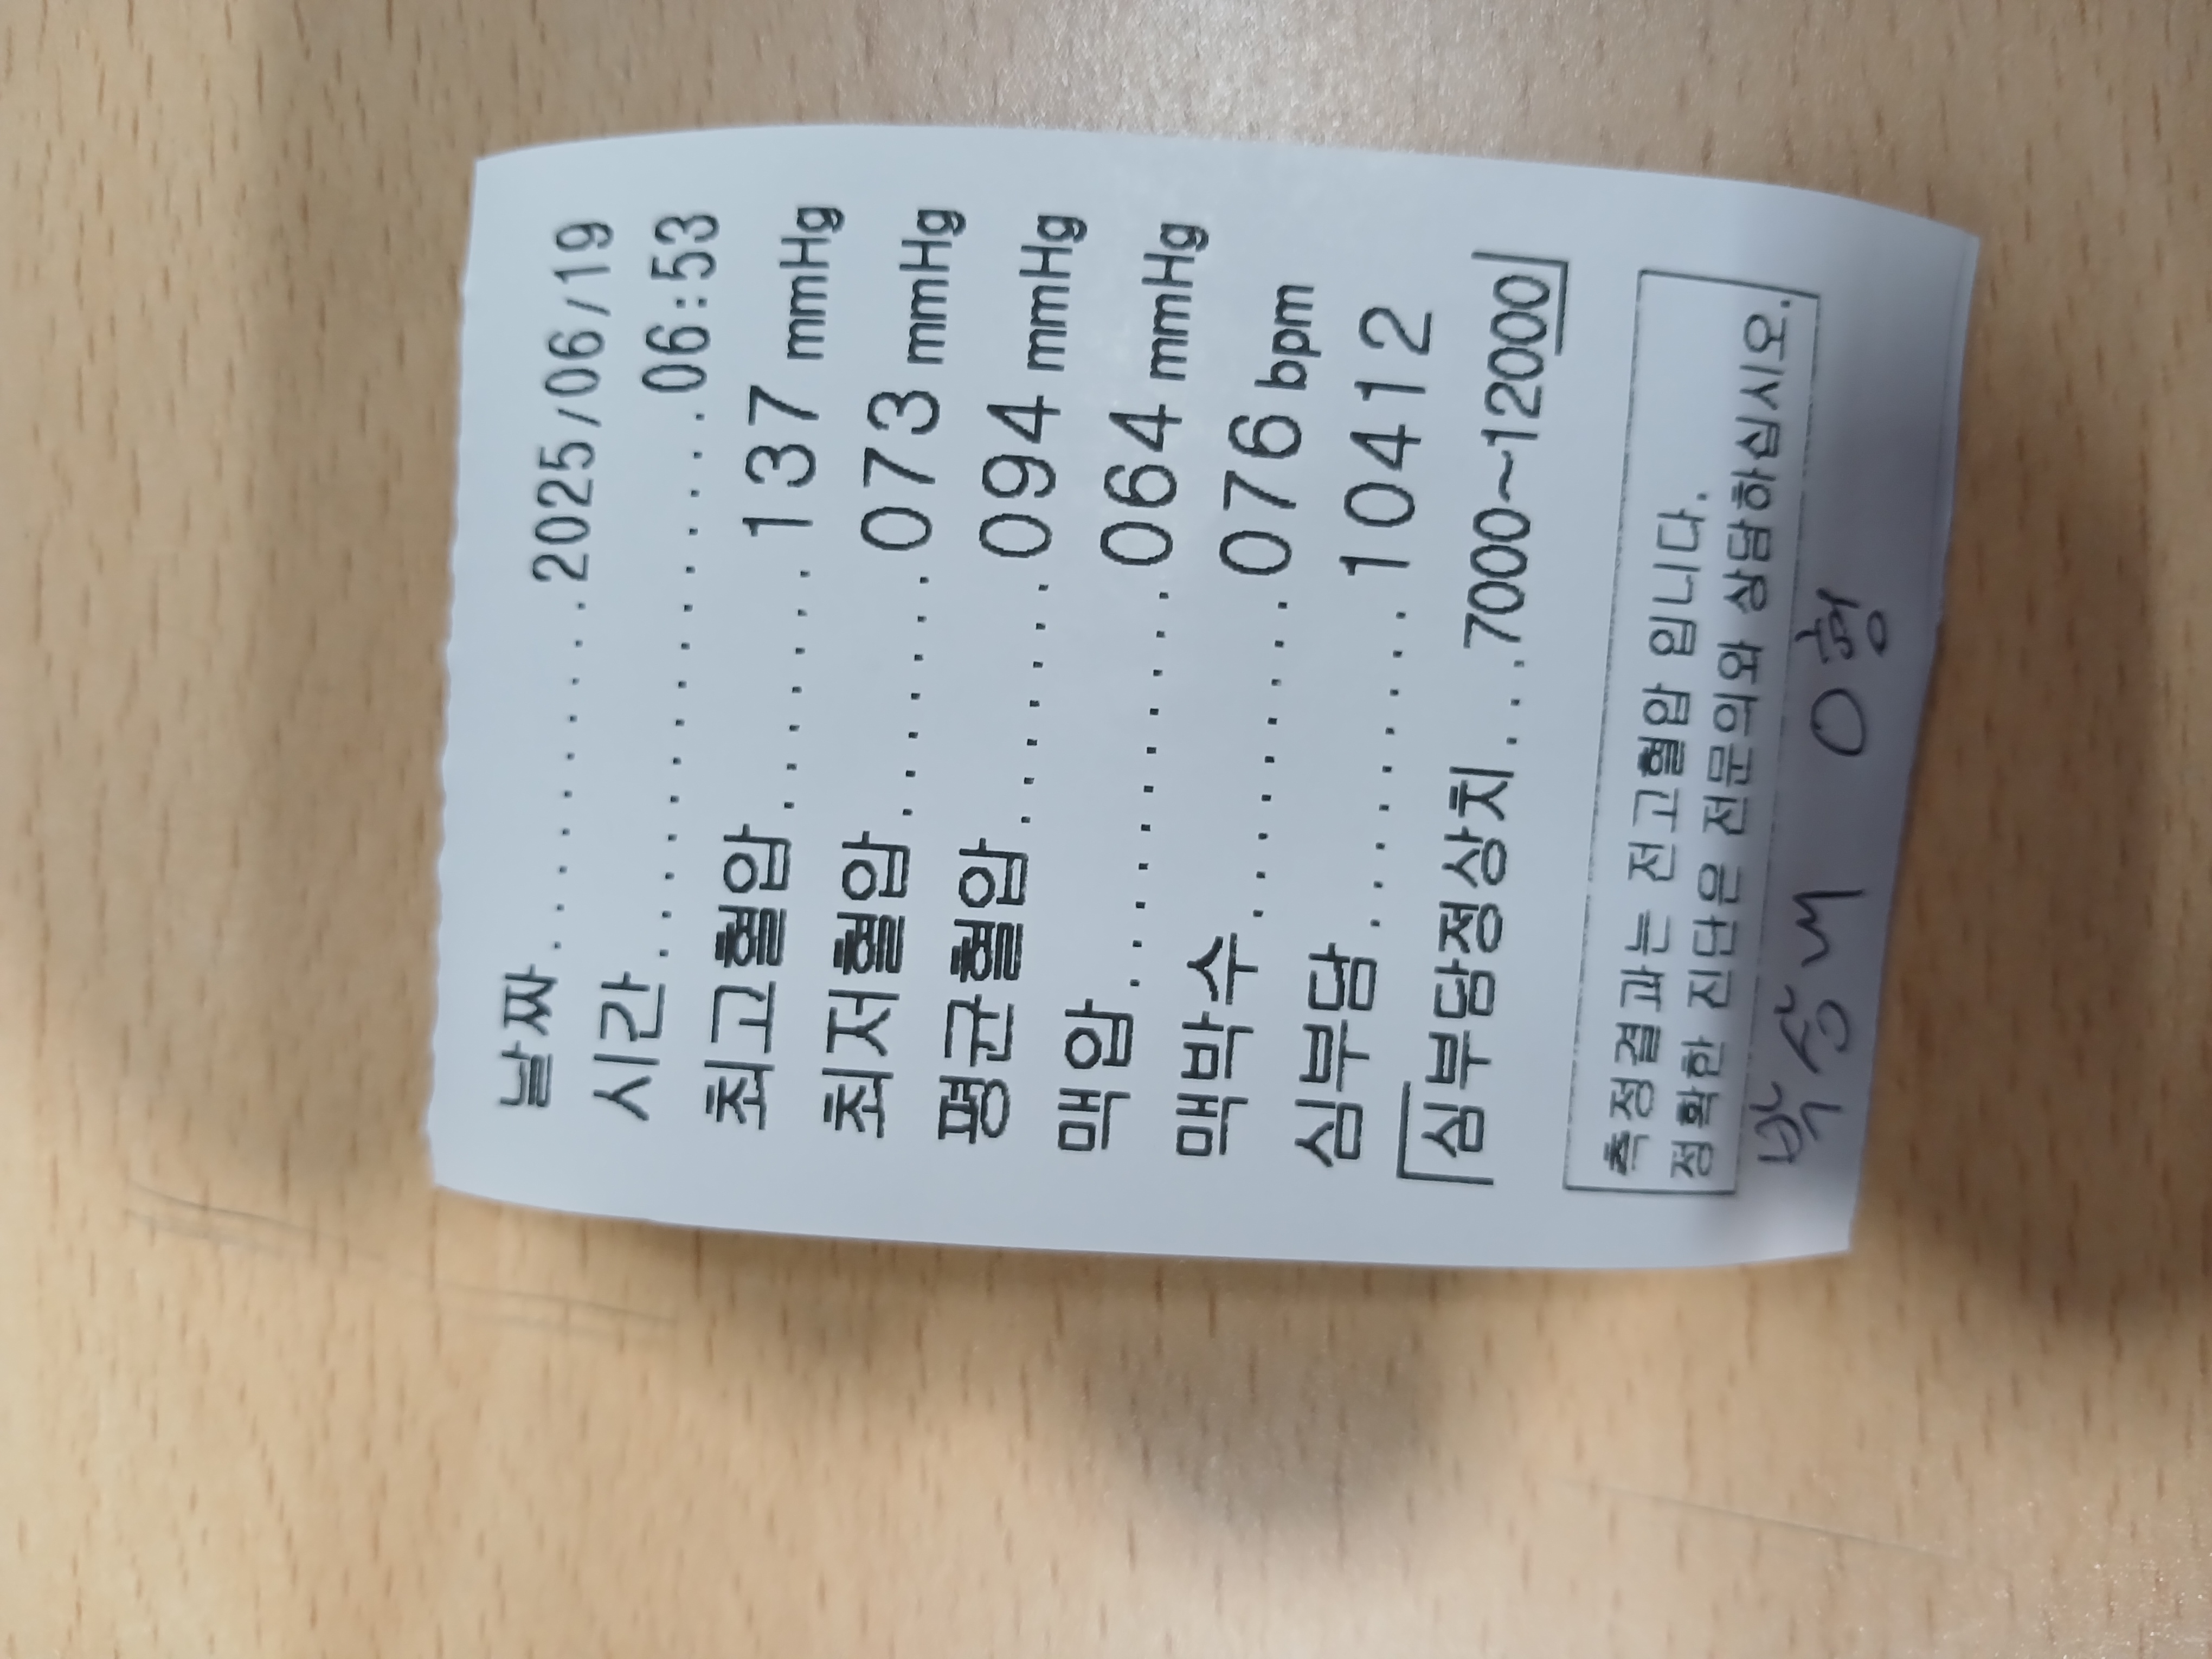 날짜..........2025/06/19
시간................06:53
최고혈압........137 mmHg
최저혈압........073 mmHg
평균혈압........094 mmHg
맥압.............064 mmHg
맥박수..........076 bpm
심부담..........10412
심부담정상치...7000~12000
측정결과는 전고혈압 입니다.
정확한 진단은 전문의와 상담하십시오.
O형